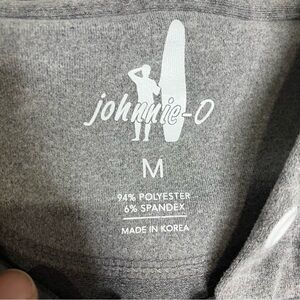 johnnie-O
M
94% POLYESTER
6% SPANDEX
MADE IN KOREA